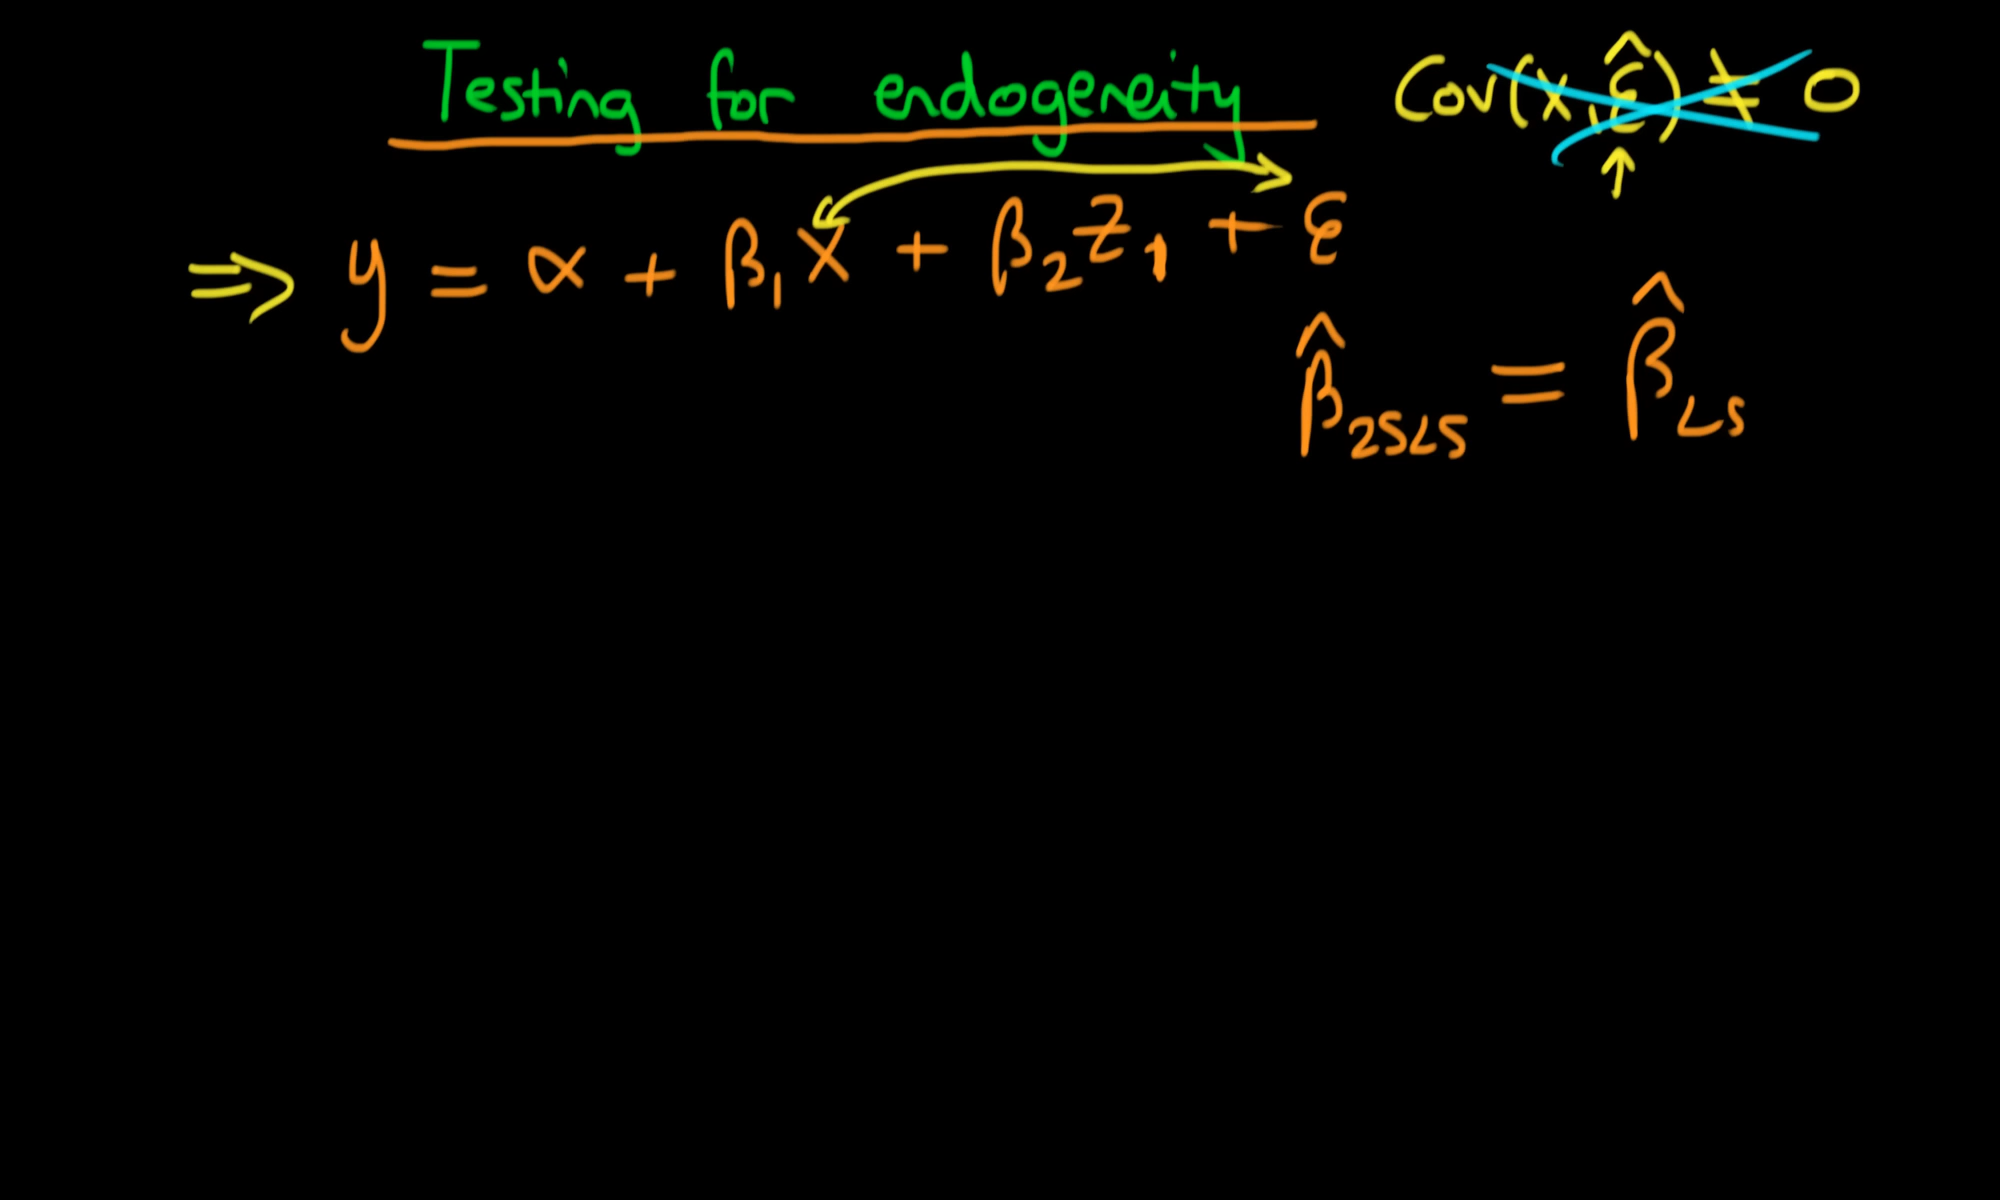 Testing for endogeneity
Cov(x, ε̂) ≠ 0
⇒ y = α + β₁x + β₂z₁ + ε
β̂₂SLS = β̂LS